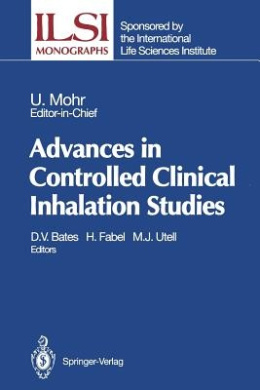 ILSI
MONOGRAPHS
Sponsored by
the International
Life Sciences Institute
U. Mohr
Editor-in-Chief
Advances in
Controlled Clinical
Inhalation Studies
D.V. Bates H. Fabel M.J. Utell
Editors
Springer-Verlag